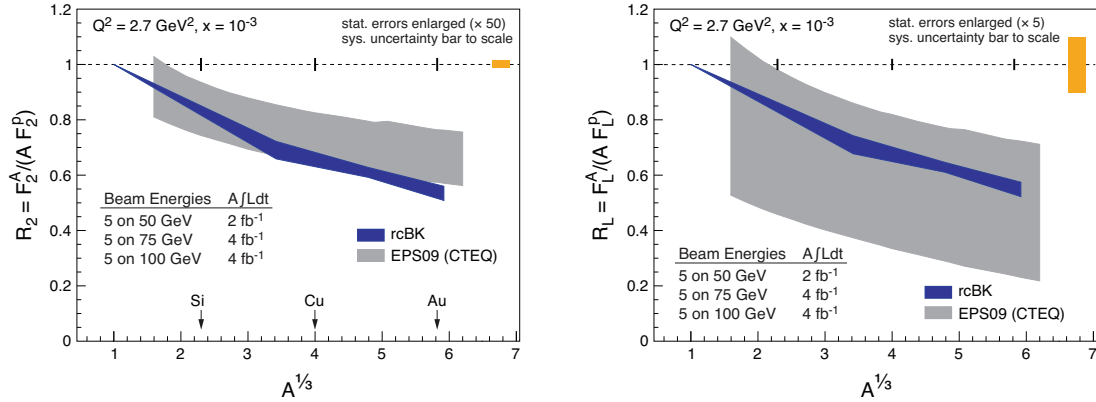 Q² = 2.7 GeV², x = 10⁻³
stat. errors enlarged (× 50)
sys. uncertainty bar to scale
1.2
1
0.8
0.6
0.4
0.2
0
R₂ = F₂ᴬ/(A F₂ᵖ)
Beam Energies A∫Ldt
5 on 50 GeV 2 fb⁻¹
5 on 75 GeV 4 fb⁻¹
5 on 100 GeV 4 fb⁻¹
rcBK
EPS09 (CTEQ)
Si Cu Au
1 2 3 4 5 6 7
A^⅓
Q² = 2.7 GeV², x = 10⁻³
stat. errors enlarged (× 5)
sys. uncertainty bar to scale
1.2
1
0.8
0.6
0.4
0.2
0
R_L = F_Lᴬ/(A F_Lᵖ)
Beam Energies A∫Ldt
5 on 50 GeV 2 fb⁻¹
5 on 75 GeV 4 fb⁻¹
5 on 100 GeV 4 fb⁻¹
rcBK
EPS09 (CTEQ)
1 2 3 4 5 6 7
A^⅓